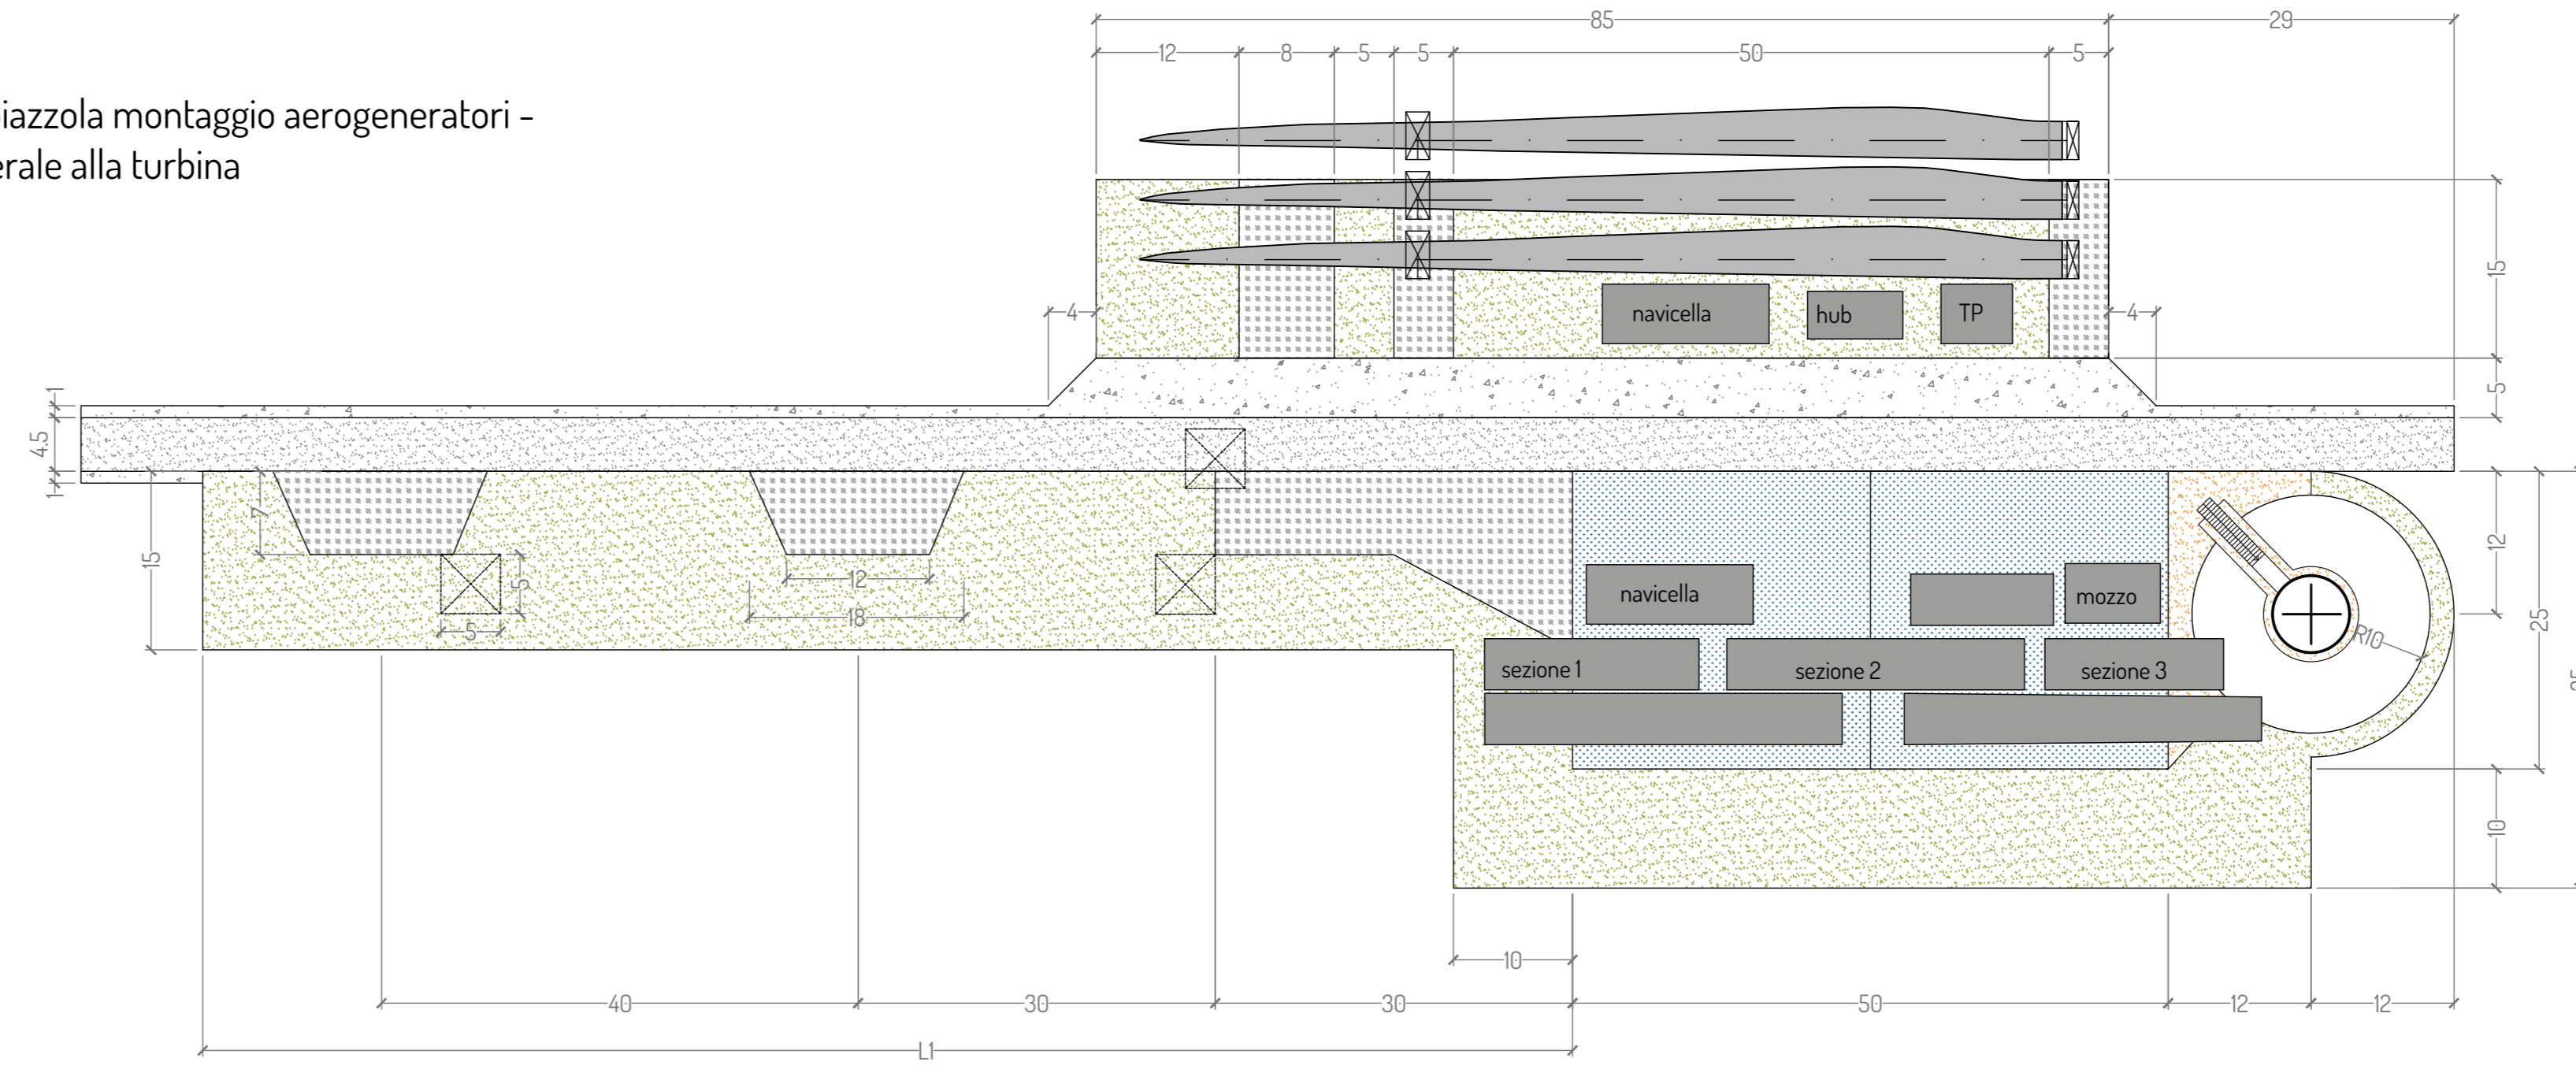 85 29
12 8 5 5 50 5
iazzola montaggio aerogeneratori -
erale alla turbina
15
4 navicella hub TP 4
1 5
4.5
1
7 12
15 navicella mozzo
5 12 25
18 R10
5
sezione 1 sezione 2 sezione 3
10
10
40 30 30 50 12 12
L1